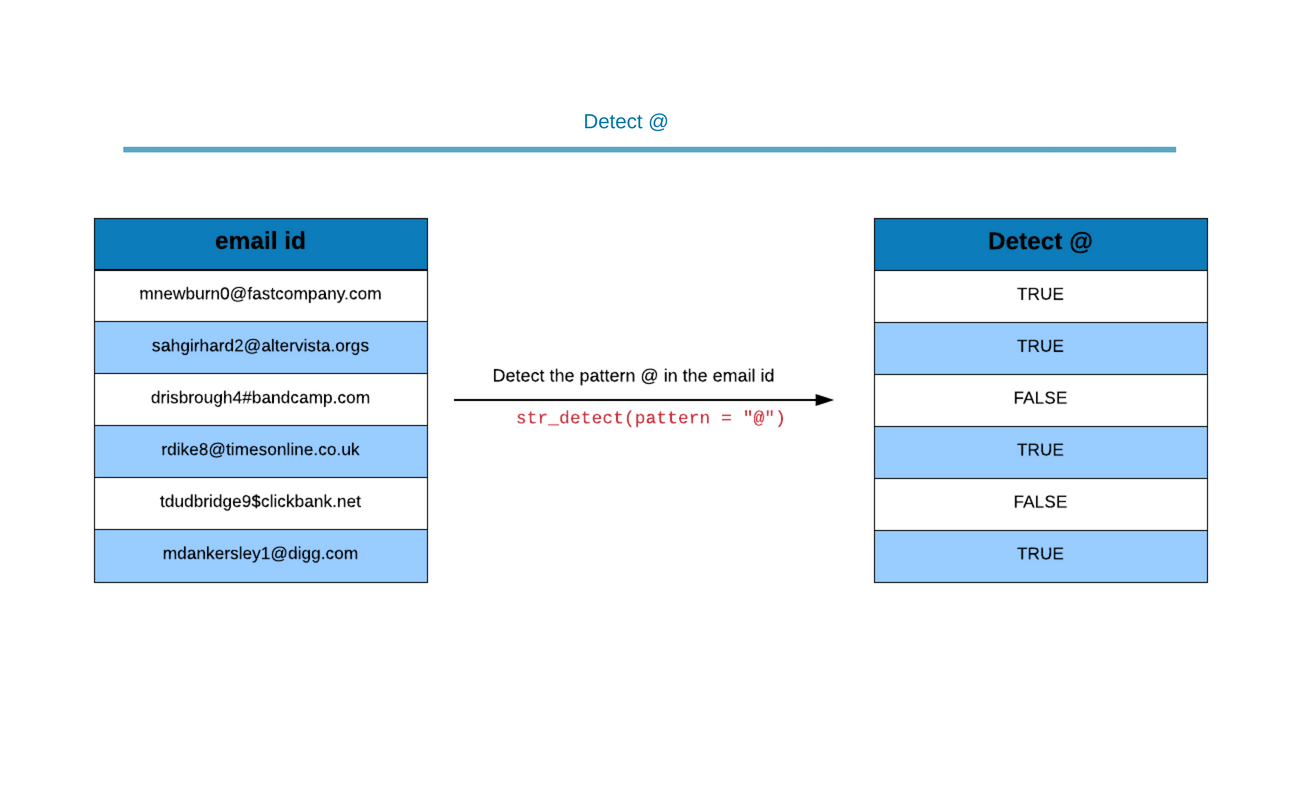 Detect @
email id
mnewburn0@fastcompany.com
sahgirhard2@altervista.orgs
drisbrough4#bandcamp.com
rdike8@timesonline.co.uk
tdudbridge9$clickbank.net
mdankersley1@digg.com
Detect the pattern @ in the email id
str_detect(pattern = "@")
Detect @
TRUE
TRUE
FALSE
TRUE
FALSE
TRUE